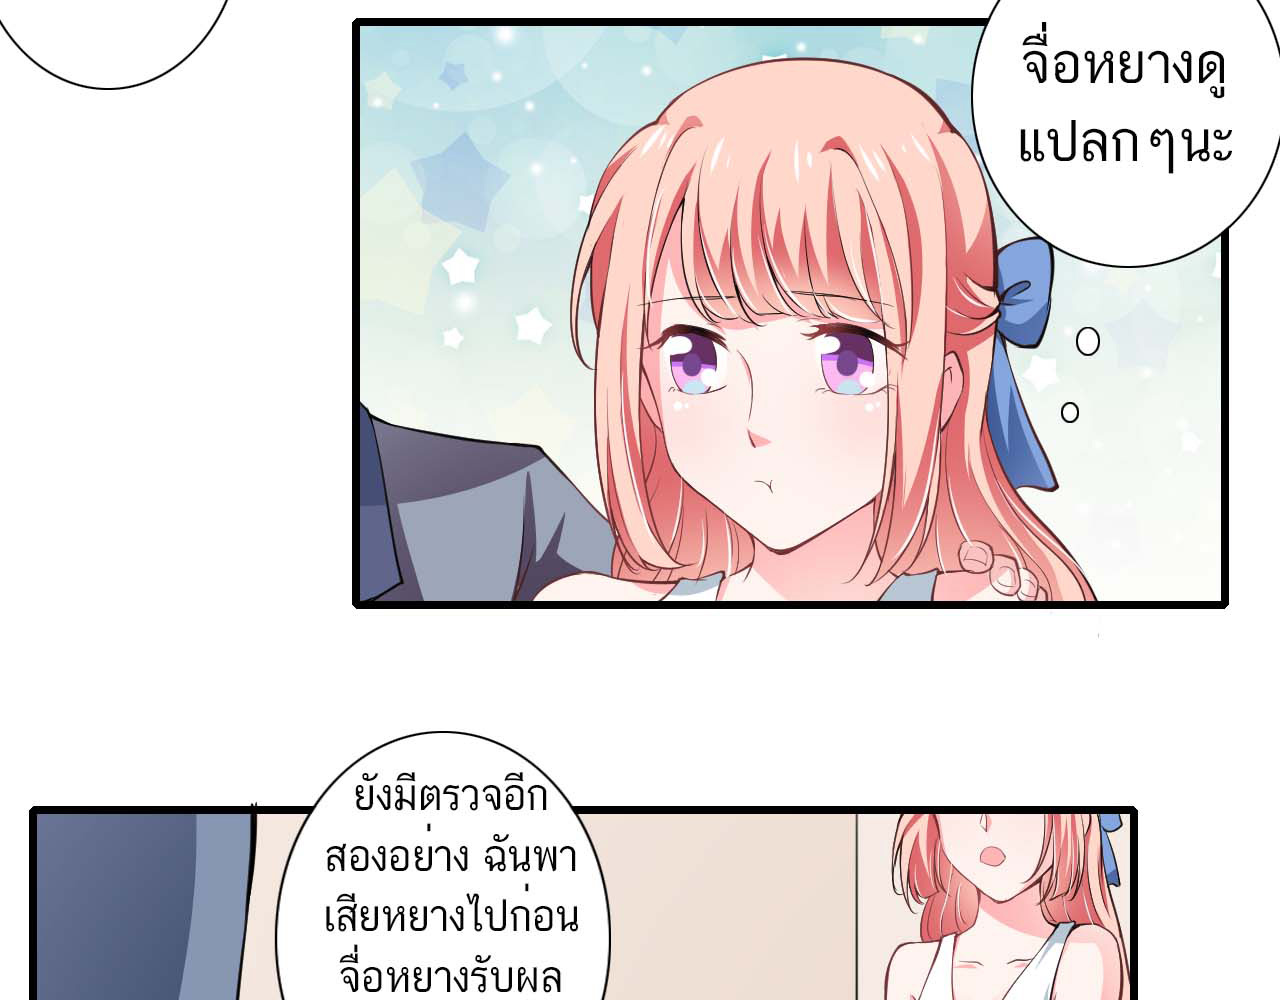 จื่อหยางดู
แปลกๆนะ
ยังมีตรวจอีก
สองอย่าง ฉันพา
เสียหยางไปก่อน
จื่อหยางรับผล